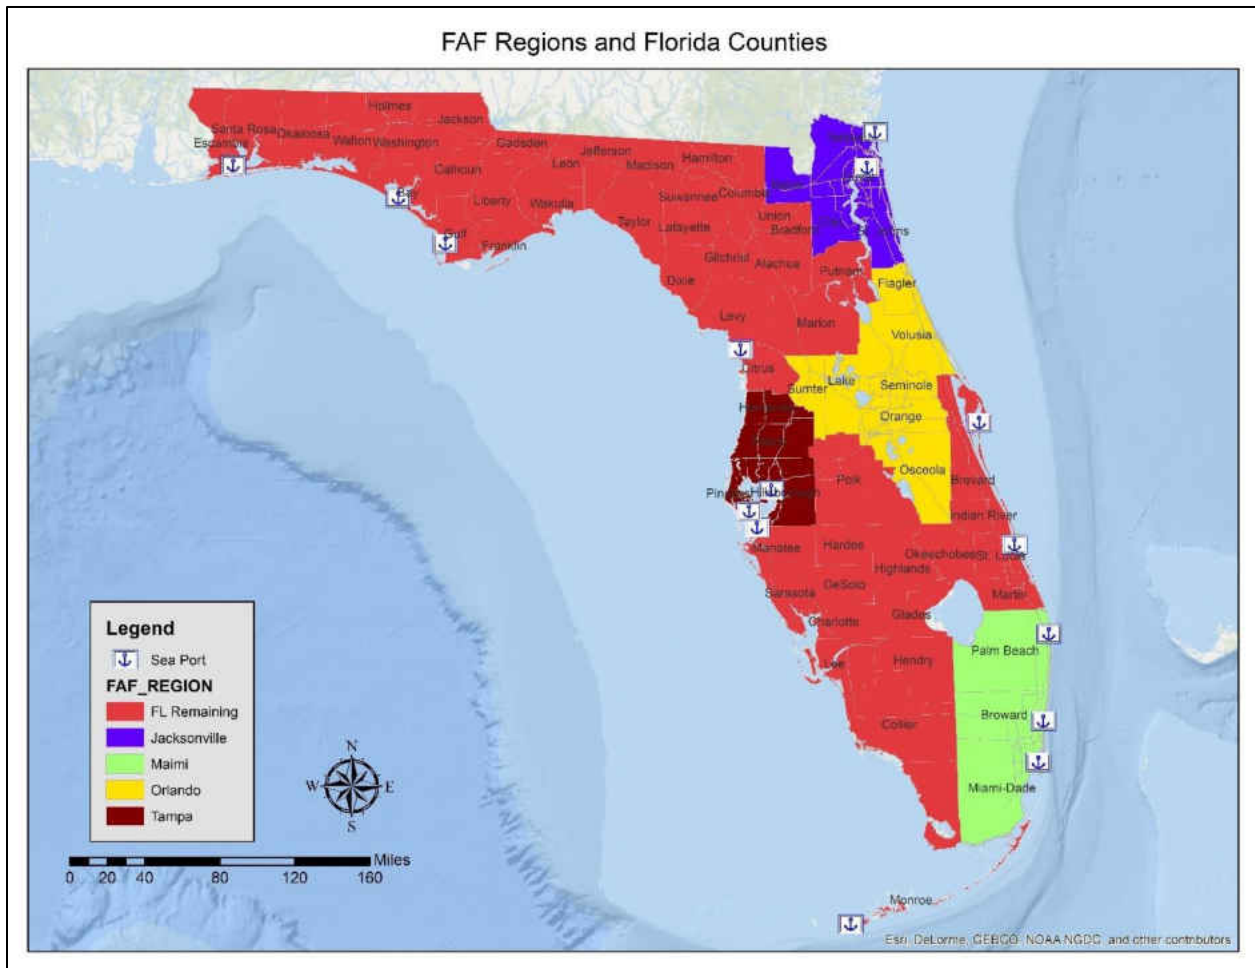 FAF Regions and Florida Counties
Holmes
Jackson
Santa Rosa
Okaloosa
Escambia
Walton
Washington
Gadsden
Jefferson
Leon
Madison
Hamilton
Calhoun
Liberty
Wakulla
Suwannee
Columbia
Bay
Gulf
Franklin
Taylor
Lafayette
Union
Bradford
St. Johns
Gilchrist
Alachua
Putnam
Dixie
Flagler
Levy
Marion
Volusia
Citrus
Sumter
Lake
Seminole
Orange
Osceola
Polk
Brevard
Pinellas
Hillsborough
Indian River
Manatee
Hardee
Okeechobee
St. Lucie
Highlands
Sarasota
DeSoto
Martin
Charlotte
Glades
Lee
Hendry
Palm Beach
Collier
Broward
Miami-Dade
Monroe
Legend
Sea Port
FAF_REGION
FL Remaining
Jacksonville
Maimi
Orlando
Tampa
N
W E
S
Miles
0 20 40 80 120 160
Esri, DeLorme, GEBCO, NOAA NGDC, and other contributors